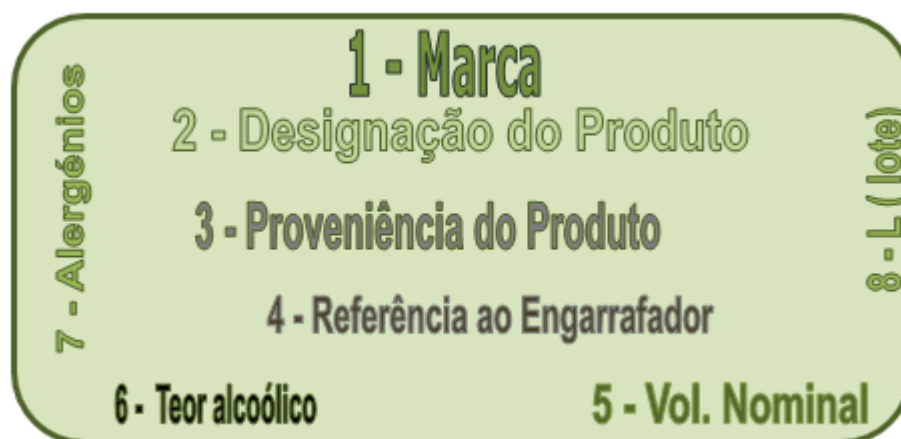 1 - Marca
2 - Designação do Produto
3 - Proveniência do Produto
4 - Referência ao Engarrafador
5 - Vol. Nominal
6 - Teor alcoólico
7 - Alergénios
8 - L ( lote)